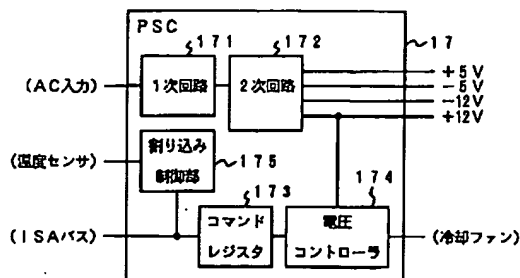 PSC
171
172
17
(AC入力)
1次回路
2次回路
+5V
-5V
-12V
+12V
割り込み
制御部
(温度センサ)
175
173
174
(ISAバス)
コマンド
レジスタ
電圧
コントローラ
(冷却ファン)